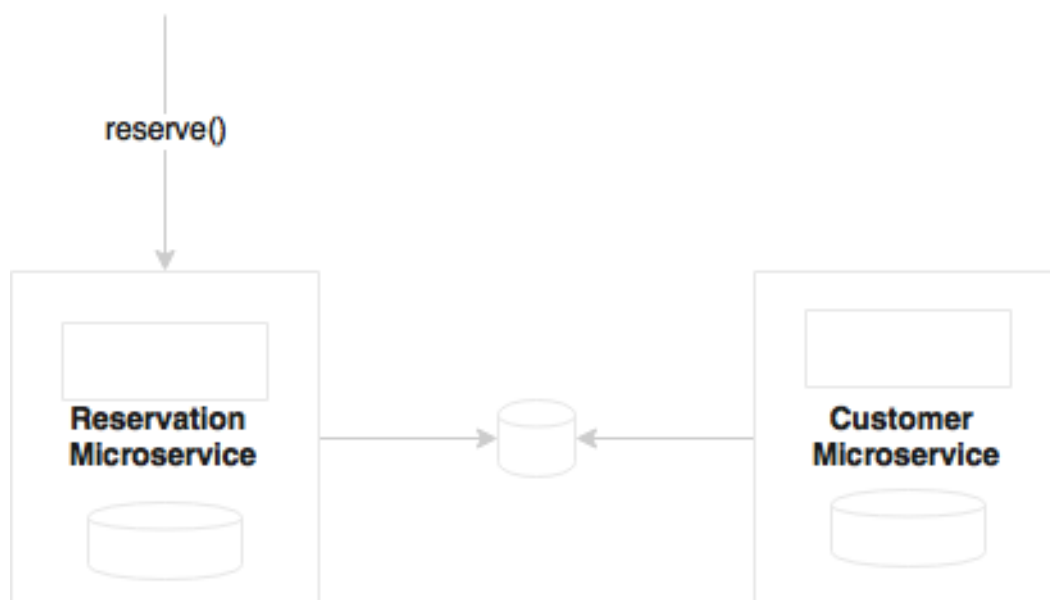 reserve()
Reservation
Microservice
Customer
Microservice